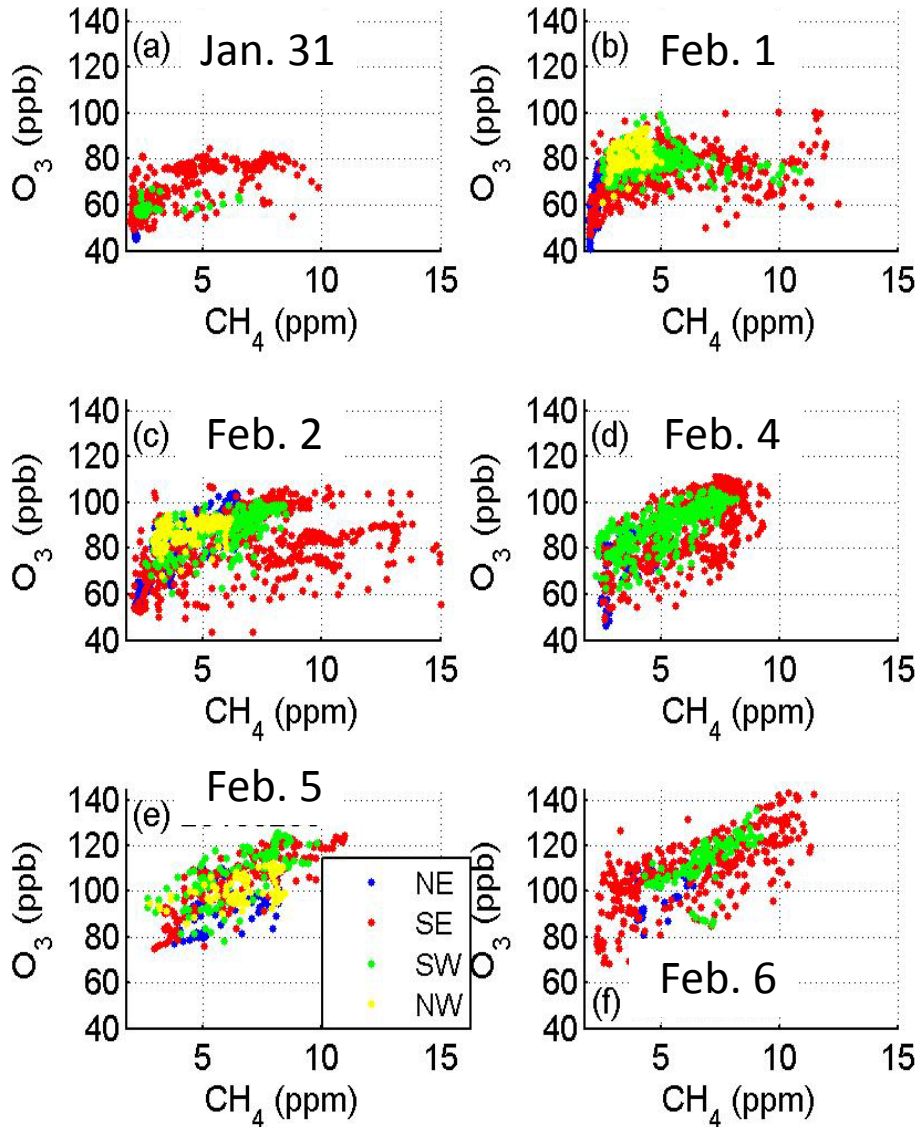 (a) Jan. 31
O3 (ppb)
140
120
100
80
60
40
5 10 15
CH4 (ppm)
(b) Feb. 1
O3 (ppb)
140
120
100
80
60
40
5 10 15
CH4 (ppm)
(c) Feb. 2
O3 (ppb)
140
120
100
80
60
40
5 10 15
CH4 (ppm)
(d) Feb. 4
O3 (ppb)
140
120
100
80
60
40
5 10 15
CH4 (ppm)
(e) Feb. 5
O3 (ppb)
140
120
100
80
60
40
5 10 15
CH4 (ppm)
NE
SE
SW
NW
O3 (ppb)
140
120
100
80
60
40
(f) Feb. 6
5 10 15
CH4 (ppm)